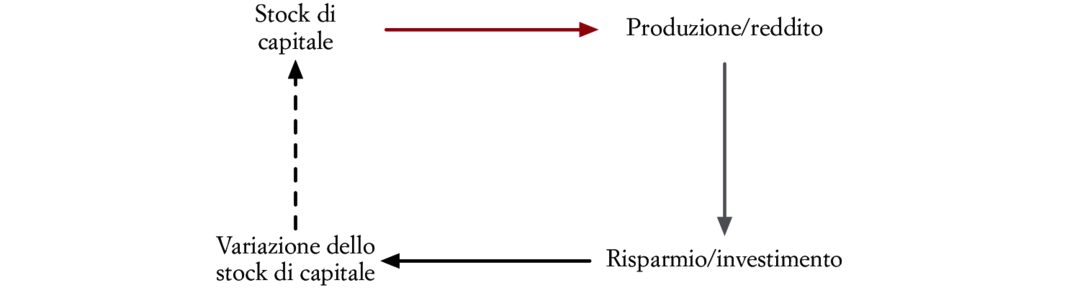 Stock di
capitale
Produzione/reddito
Variazione dello
stock di capitale
Risparmio/investimento